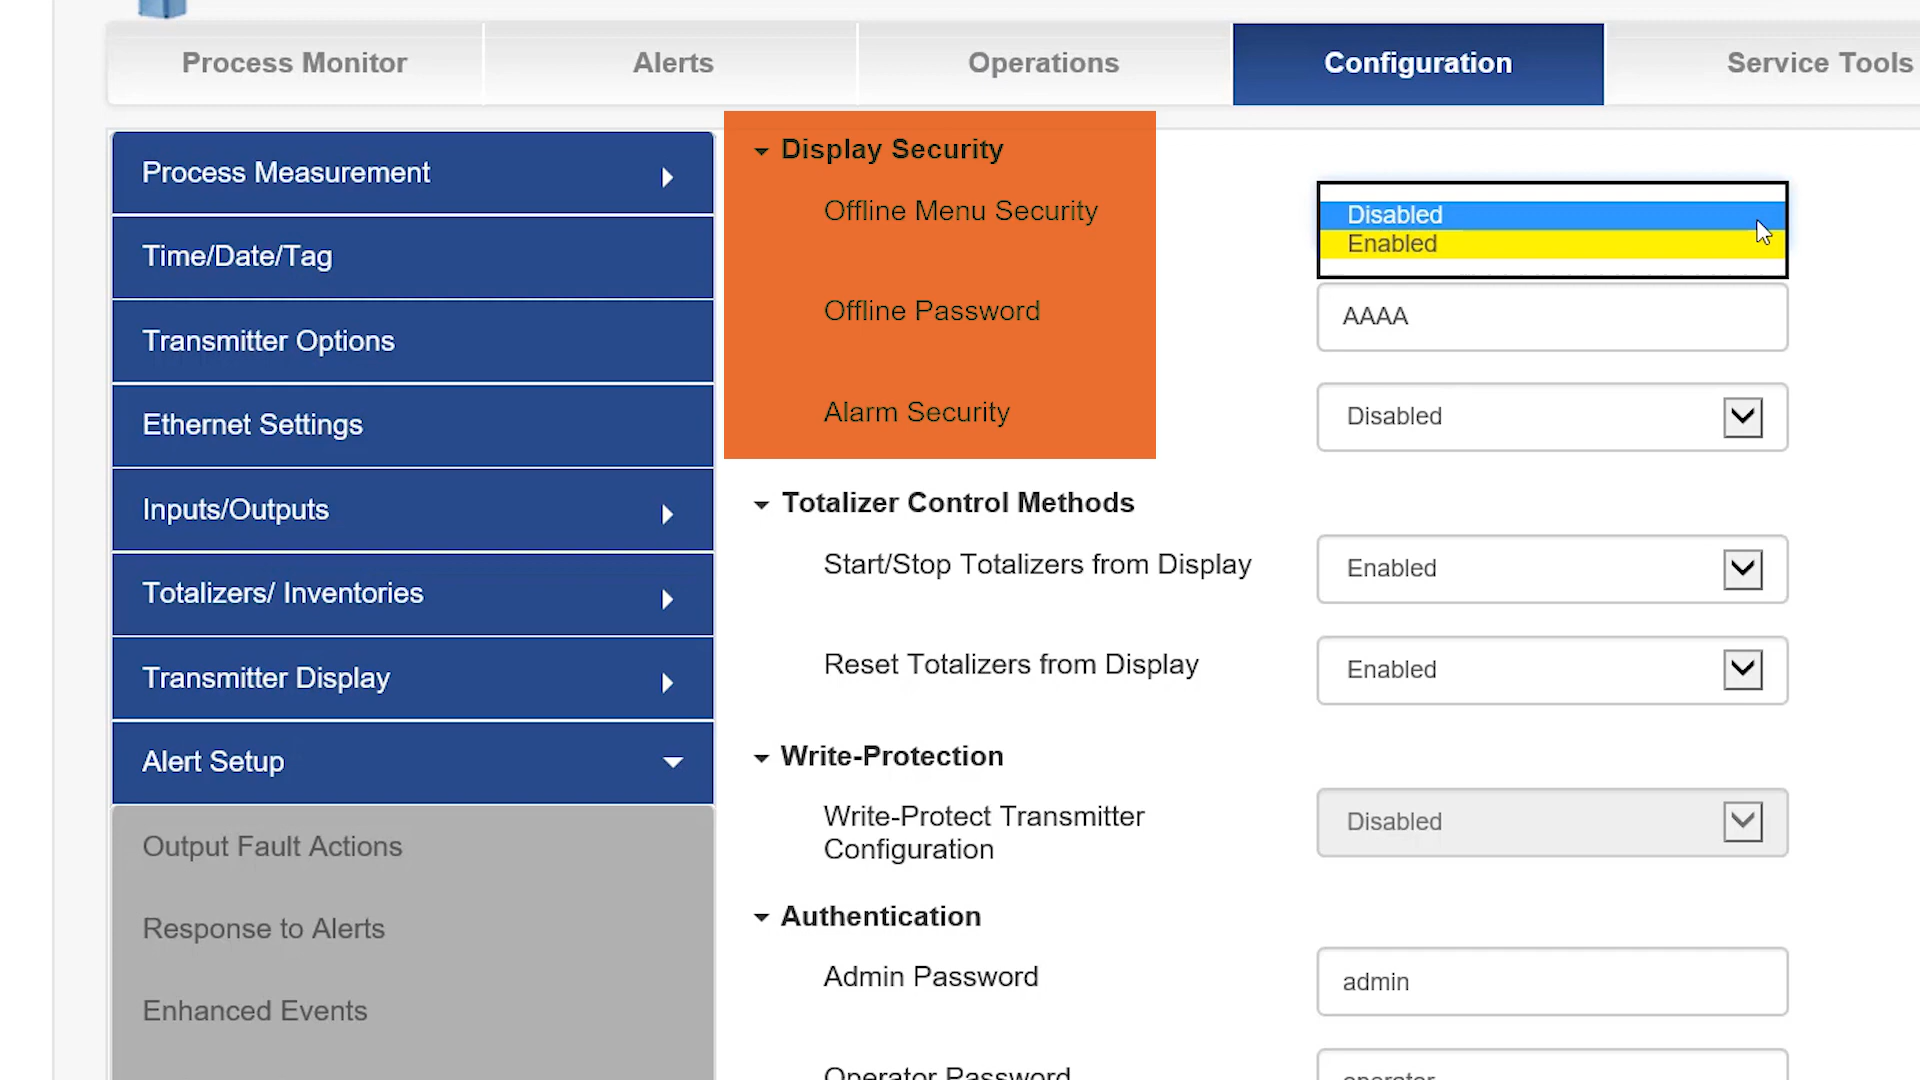 Process Monitor
Alerts
Operations
Configuration
Service Tools
Process Measurement
Time/Date/Tag
Transmitter Options
Ethernet Settings
Inputs/Outputs
Totalizers/ Inventories
Transmitter Display
Alert Setup
Output Fault Actions
Response to Alerts
Enhanced Events
Display Security
Offline Menu Security
Disabled
Enabled
Offline Password
AAAA
Alarm Security
Disabled
Totalizer Control Methods
Start/Stop Totalizers from Display
Enabled
Reset Totalizers from Display
Enabled
Write-Protection
Write-Protect Transmitter
Configuration
Disabled
Authentication
Admin Password
admin
Operator Password
operator